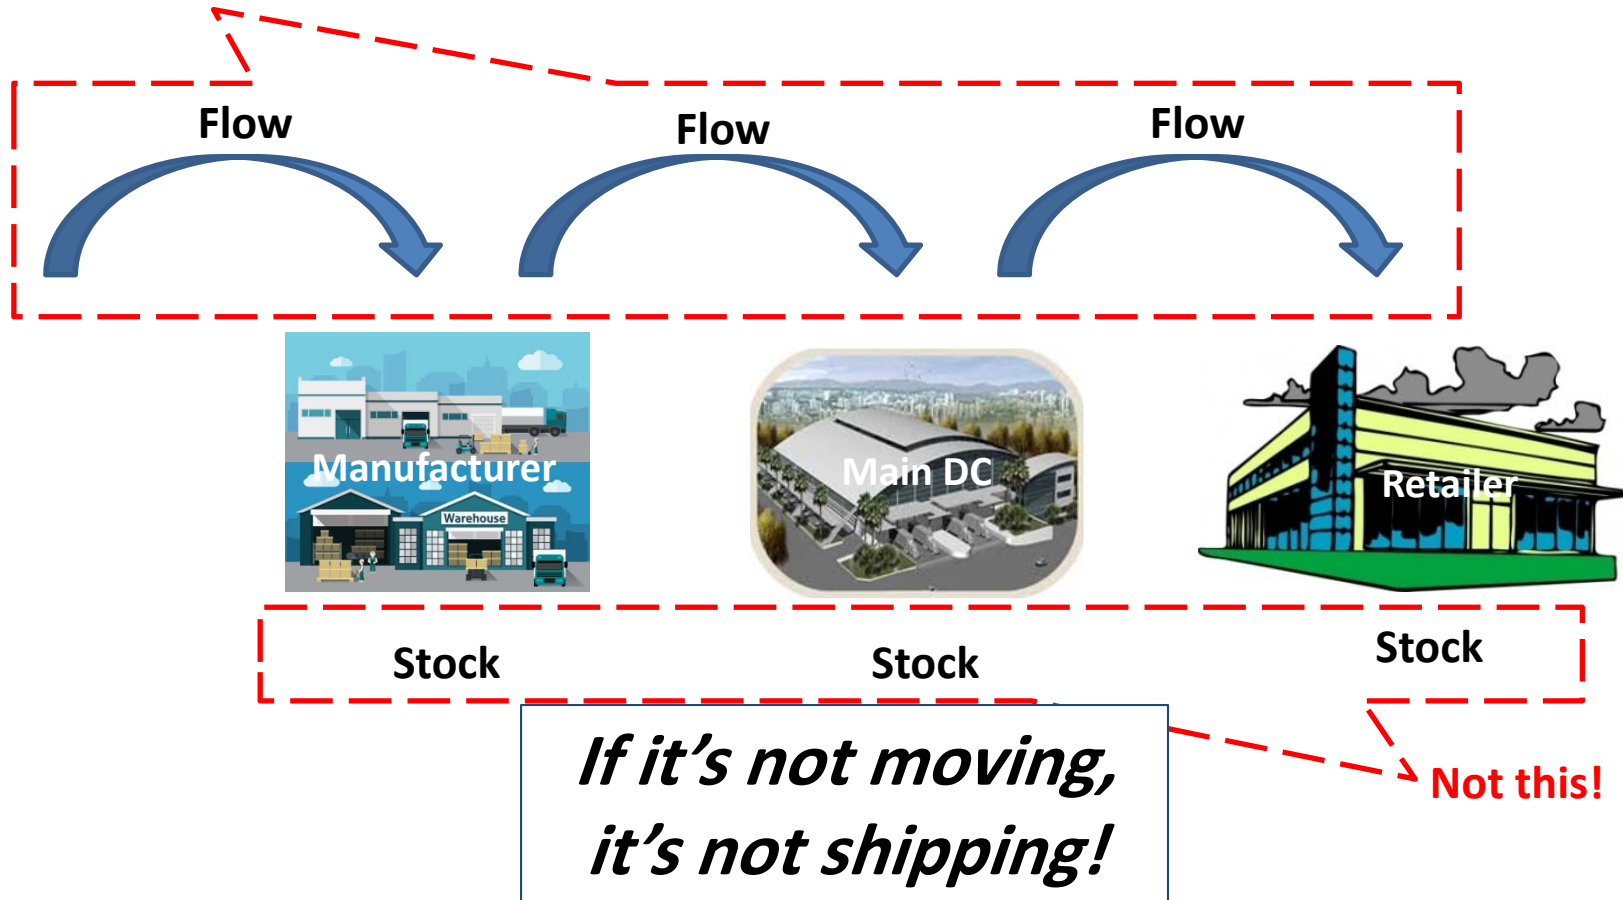 Flow
Flow
Flow
Manufacturer
Warehouse
Main DC
Retailer
Stock
Stock
Stock
If it’s not moving,
it’s not shipping!
Not this!